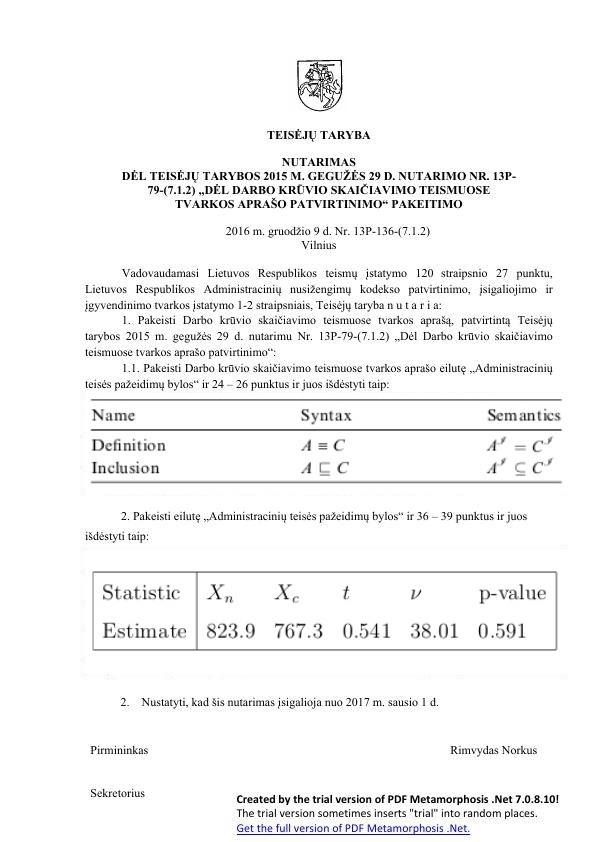 TEISĖJŲ TARYBA
NUTARIMAS
DĖL TEISĖJŲ TARYBOS 2015 M. GEGUŽĖS 29 D. NUTARIMO NR. 13P-
79-(7.1.2) „DĖL DARBO KRŪVIO SKAIČIAVIMO TEISMUOSE
TVARKOS APRAŠO PATVIRTINIMO“ PAKEITIMO
2016 m. gruodžio 9 d. Nr. 13P-136-(7.1.2)
Vilnius
Vadovaudamasi Lietuvos Respublikos teismų įstatymo 120 straipsnio 27 punktu,
Lietuvos Respublikos Administracinių nusižengimų kodekso patvirtinimo, įsigaliojimo ir
įgyvendinimo tvarkos įstatymo 1-2 straipsniais, Teisėjų taryba n u t a r i a:
1. Pakeisti Darbo krūvio skaičiavimo teismuose tvarkos aprašą, patvirtintą Teisėjų
tarybos 2015 m. gegužės 29 d. nutarimu Nr. 13P-79-(7.1.2) „Dėl Darbo krūvio skaičiavimo
teismuose tvarkos aprašo patvirtinimo“:
1.1. Pakeisti Darbo krūvio skaičiavimo teismuose tvarkos aprašo eilutę „Administracinių
teisės pažeidimų bylos“ ir 24 – 26 punktus ir juos išdėstyti taip:
Name Syntax Semantics
Definition A ≡ C A^𝓘 = C^𝓘
Inclusion A ⊑ C A^𝓘 ⊆ C^𝓘
2. Pakeisti eilutę „Administracinių teisės pažeidimų bylos“ ir 36 – 39 punktus ir juos
išdėstyti taip:
Statistic X_n X_c t ν p-value
Estimate 823.9 767.3 0.541 38.01 0.591
2. Nustatyti, kad šis nutarimas įsigalioja nuo 2017 m. sausio 1 d.
Pirmininkas Rimvydas Norkus
Sekretorius
Created by the trial version of PDF Metamorphosis .Net 7.0.8.10!
The trial version sometimes inserts "trial" into random places.
Get the full version of PDF Metamorphosis .Net.